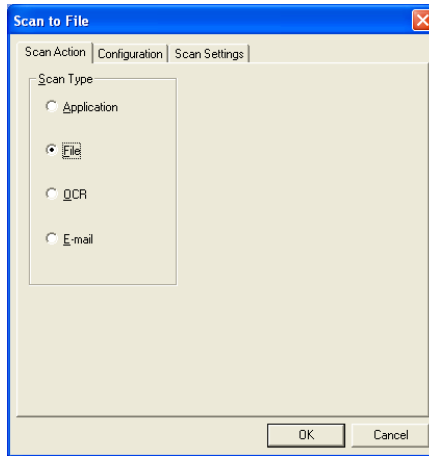 Scan to File
Scan Action Configuration Scan Settings
Scan Type
Application
File
OCR
E-mail
OK Cancel